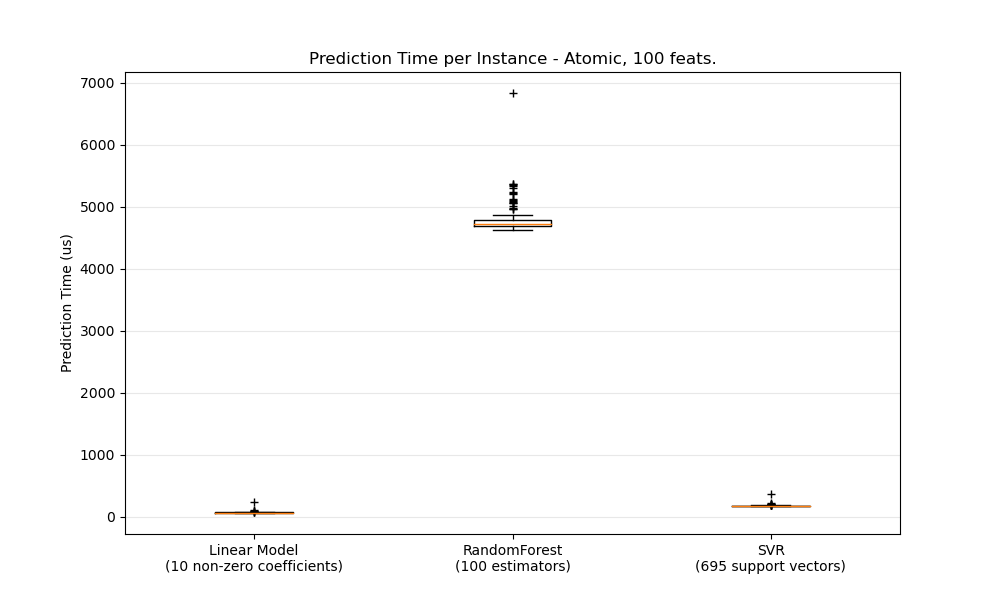 Prediction Time per Instance - Atomic, 100 feats.
7000
6000
5000
4000
3000
2000
1000
0
Prediction Time (us)
Linear Model
(10 non-zero coefficients)
RandomForest
(100 estimators)
SVR
(695 support vectors)